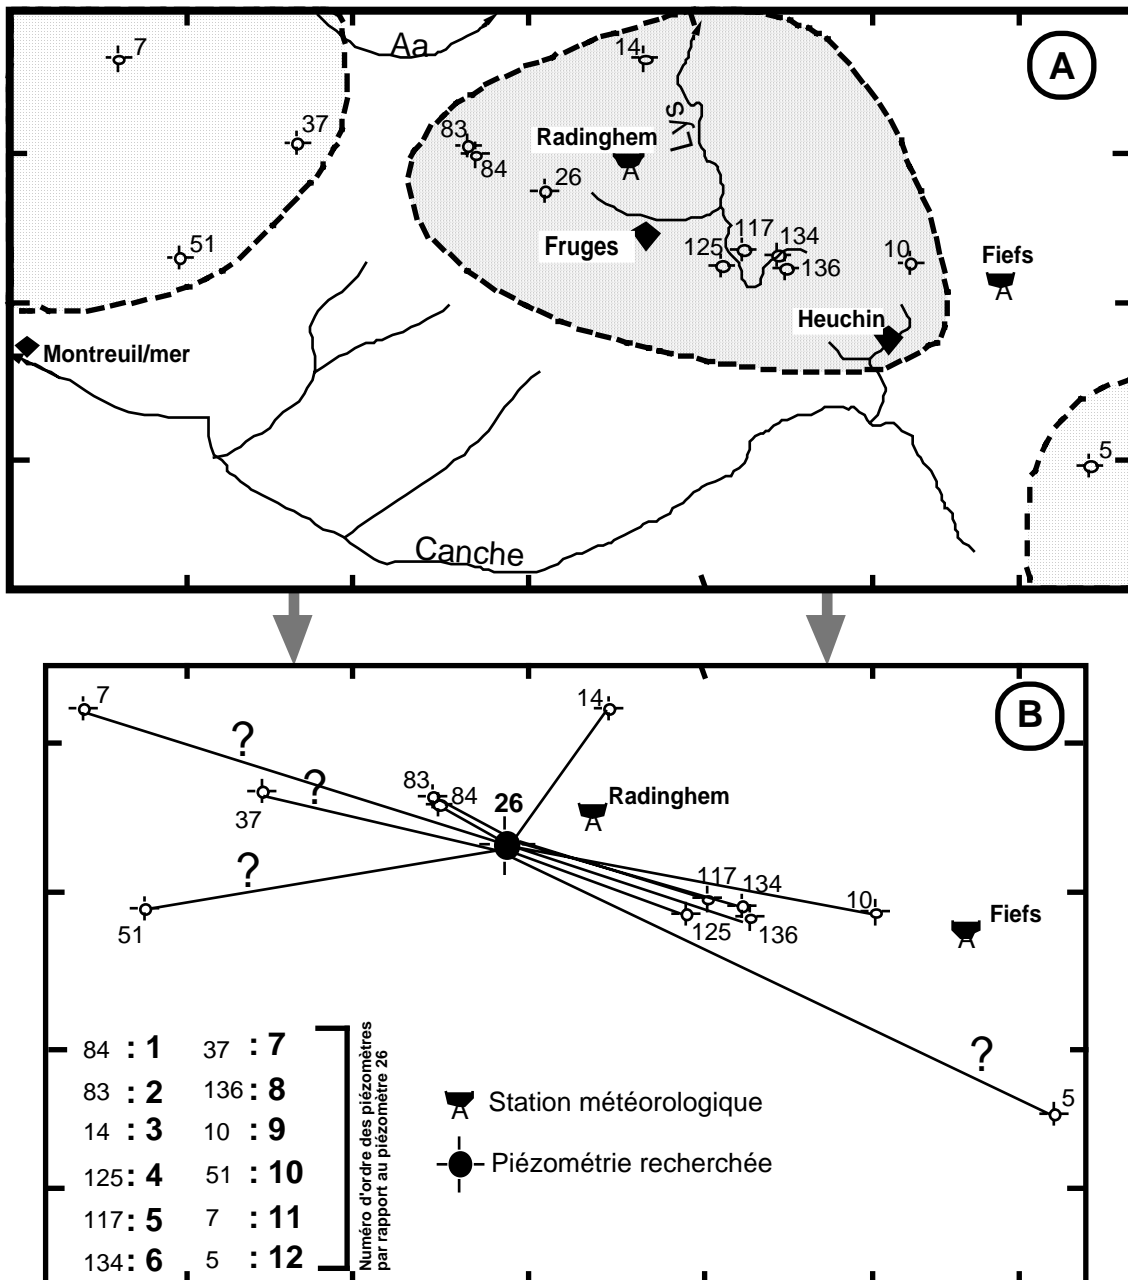 7
Aa
14
A
37
83
Radinghem
Lys
84
26
51
Fruges
125
117
134
136
10
Fiefs
Heuchin
Montreuil/mer
5
Canche
7
?
14
B
?
83
84
26
Radinghem
37
?
117
134
10
51
125
136
Fiefs
?
5
84 : 1
37 : 7
83 : 2
136 : 8
14 : 3
10 : 9
125 : 4
51 : 10
117 : 5
7 : 11
134 : 6
5 : 12
Numéro d'ordre des piézomètres
par rapport au piézomètre 26
Station météorologique
Piézométrie recherchée